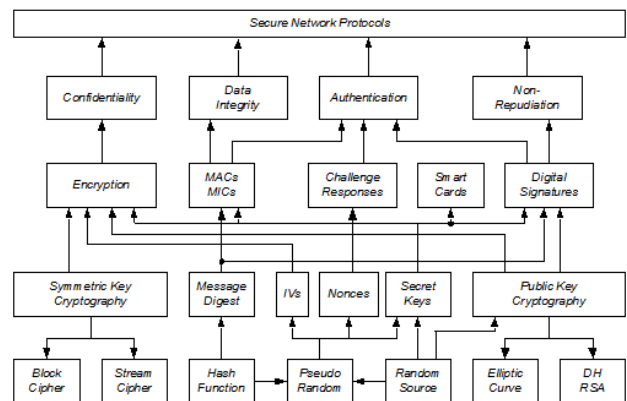 Secure Network Protocols
Confidentiality
Data
Integrity
Authentication
Non-
Repudiation
Encryption
MACs
MICs
Challenge
Responses
Smart
Cards
Digital
Signatures
Symmetric Key
Cryptography
Message
Digest
IVs
Nonces
Secret
Keys
Public Key
Cryptography
Block
Cipher
Stream
Cipher
Hash
Function
Pseudo
Random
Random
Source
Elliptic
Curve
DH
RSA